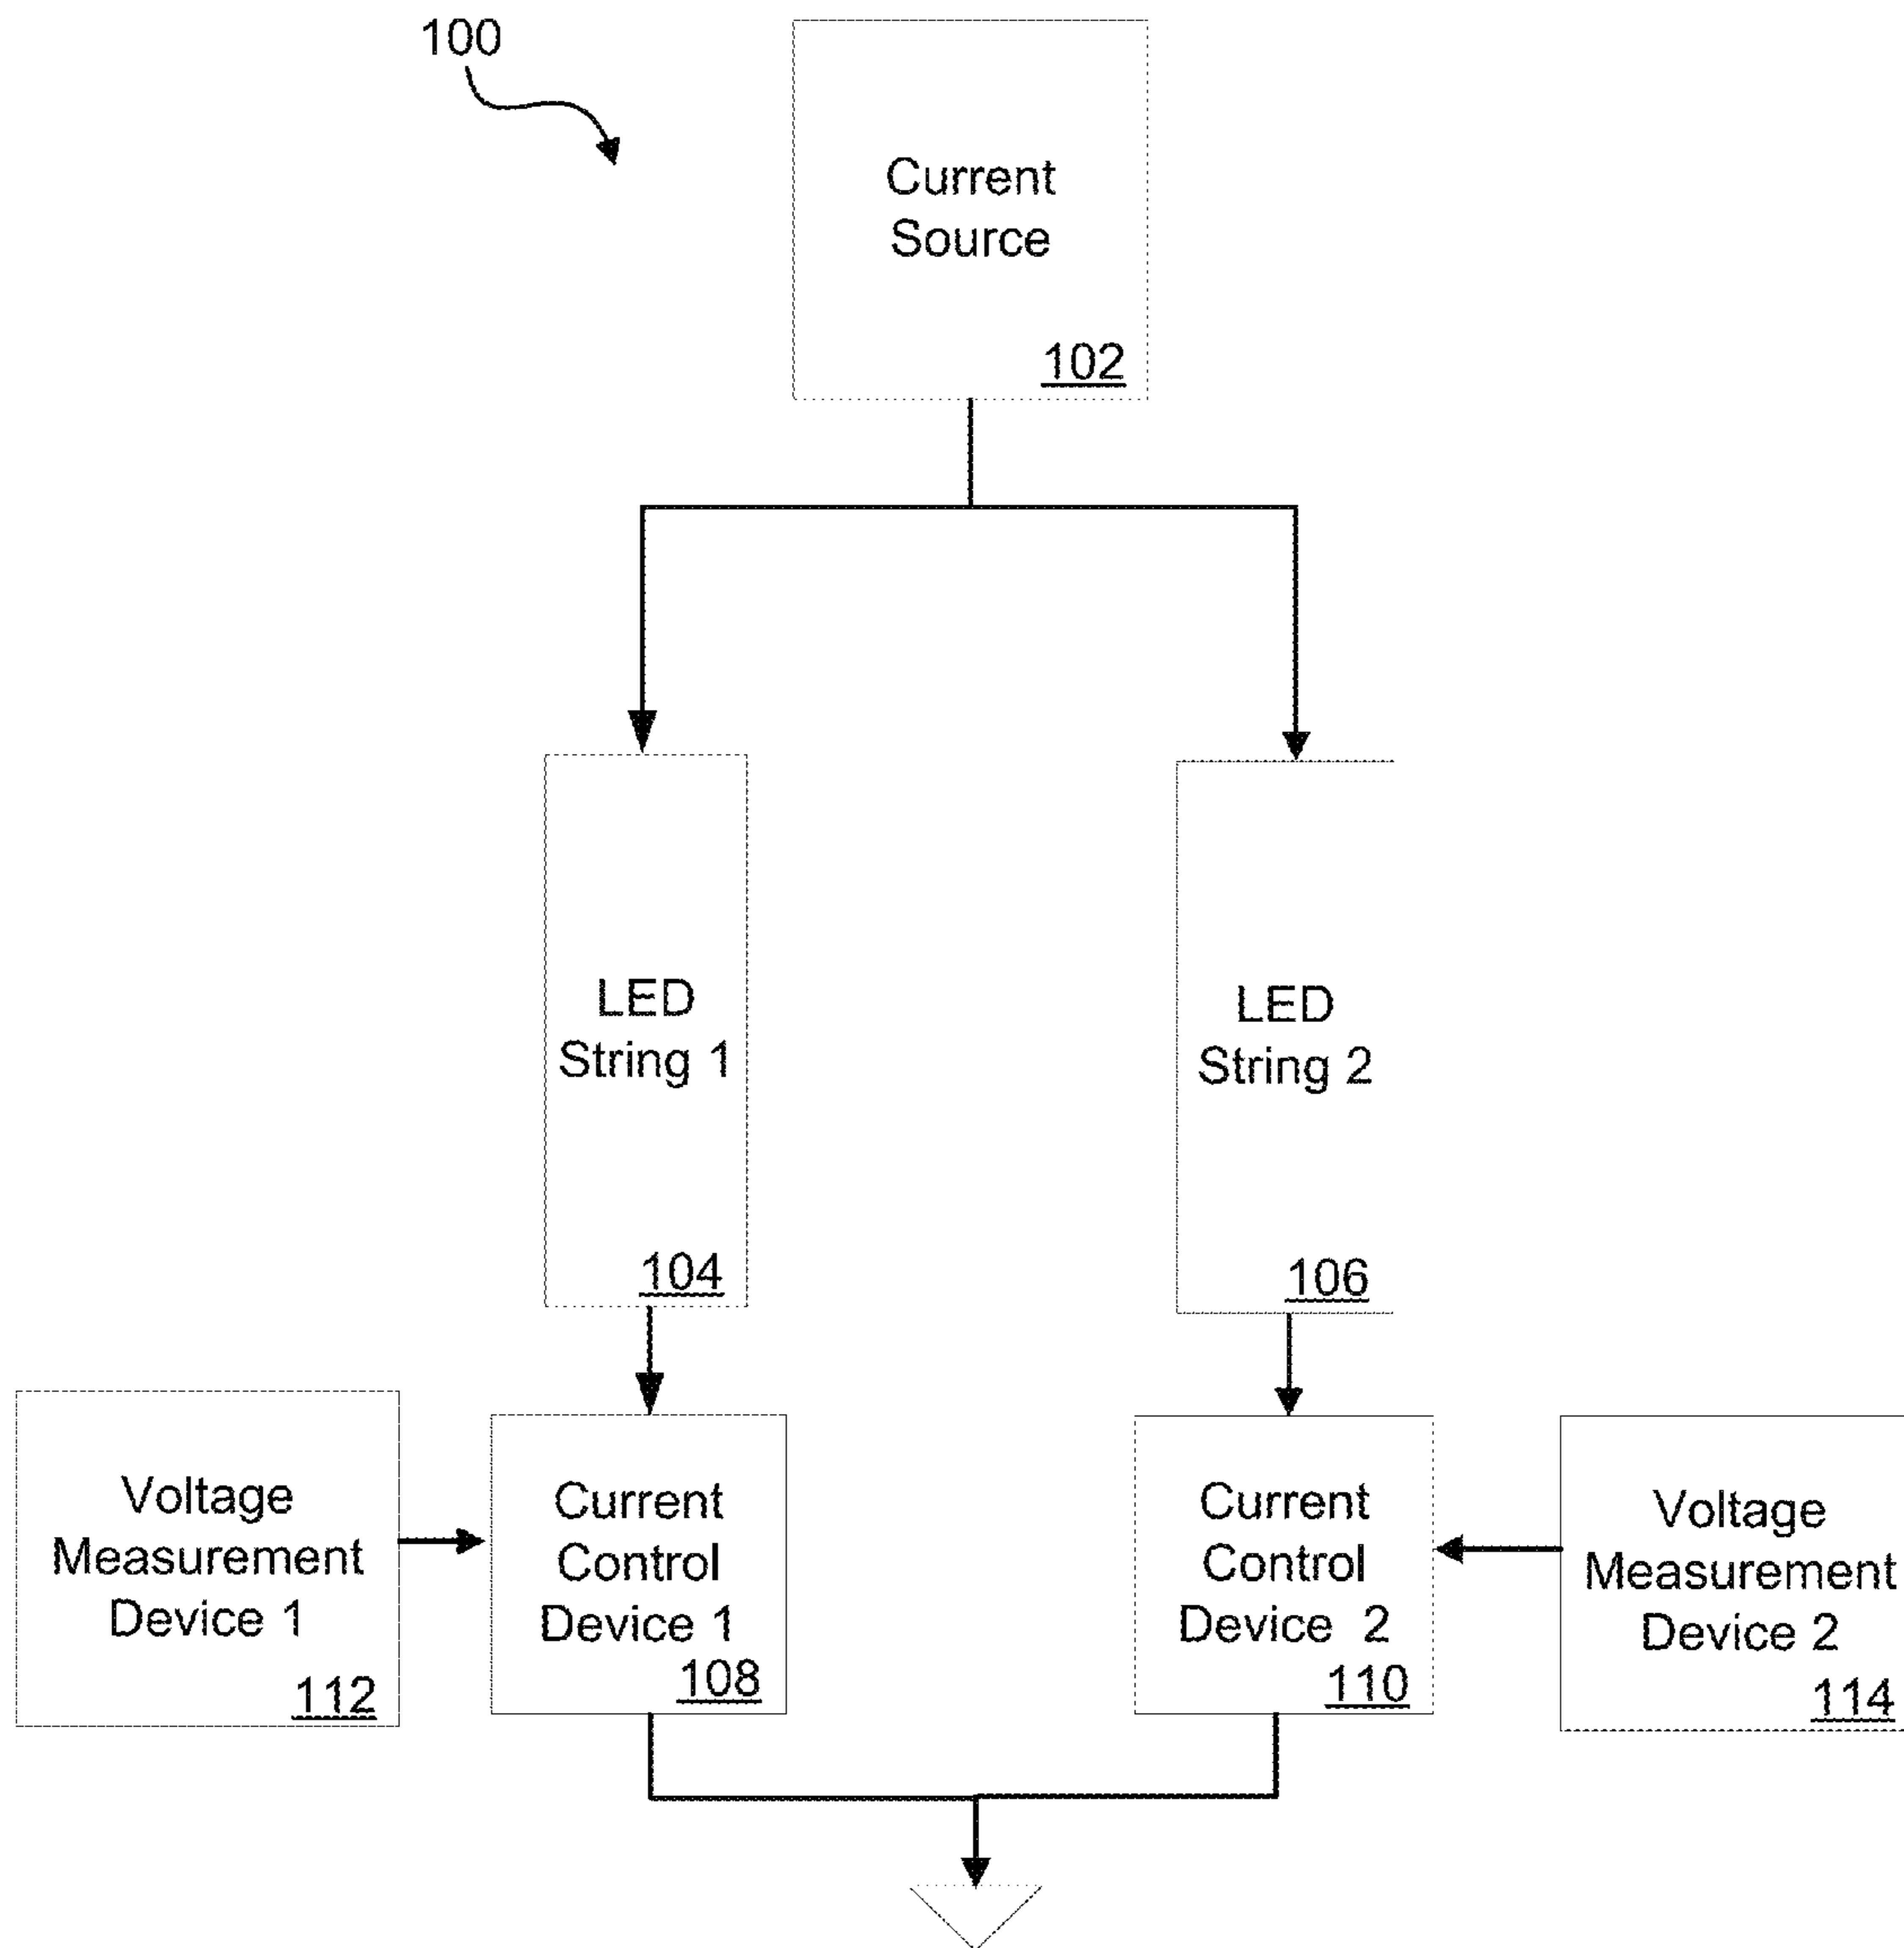 100
Current
Source
102
LED
String 1
104
LED
String 2
106
Voltage
Measurement
Device 1
112
Current
Control
Device 1
108
Current
Control
Device 2
110
Voltage
Measurement
Device 2
114